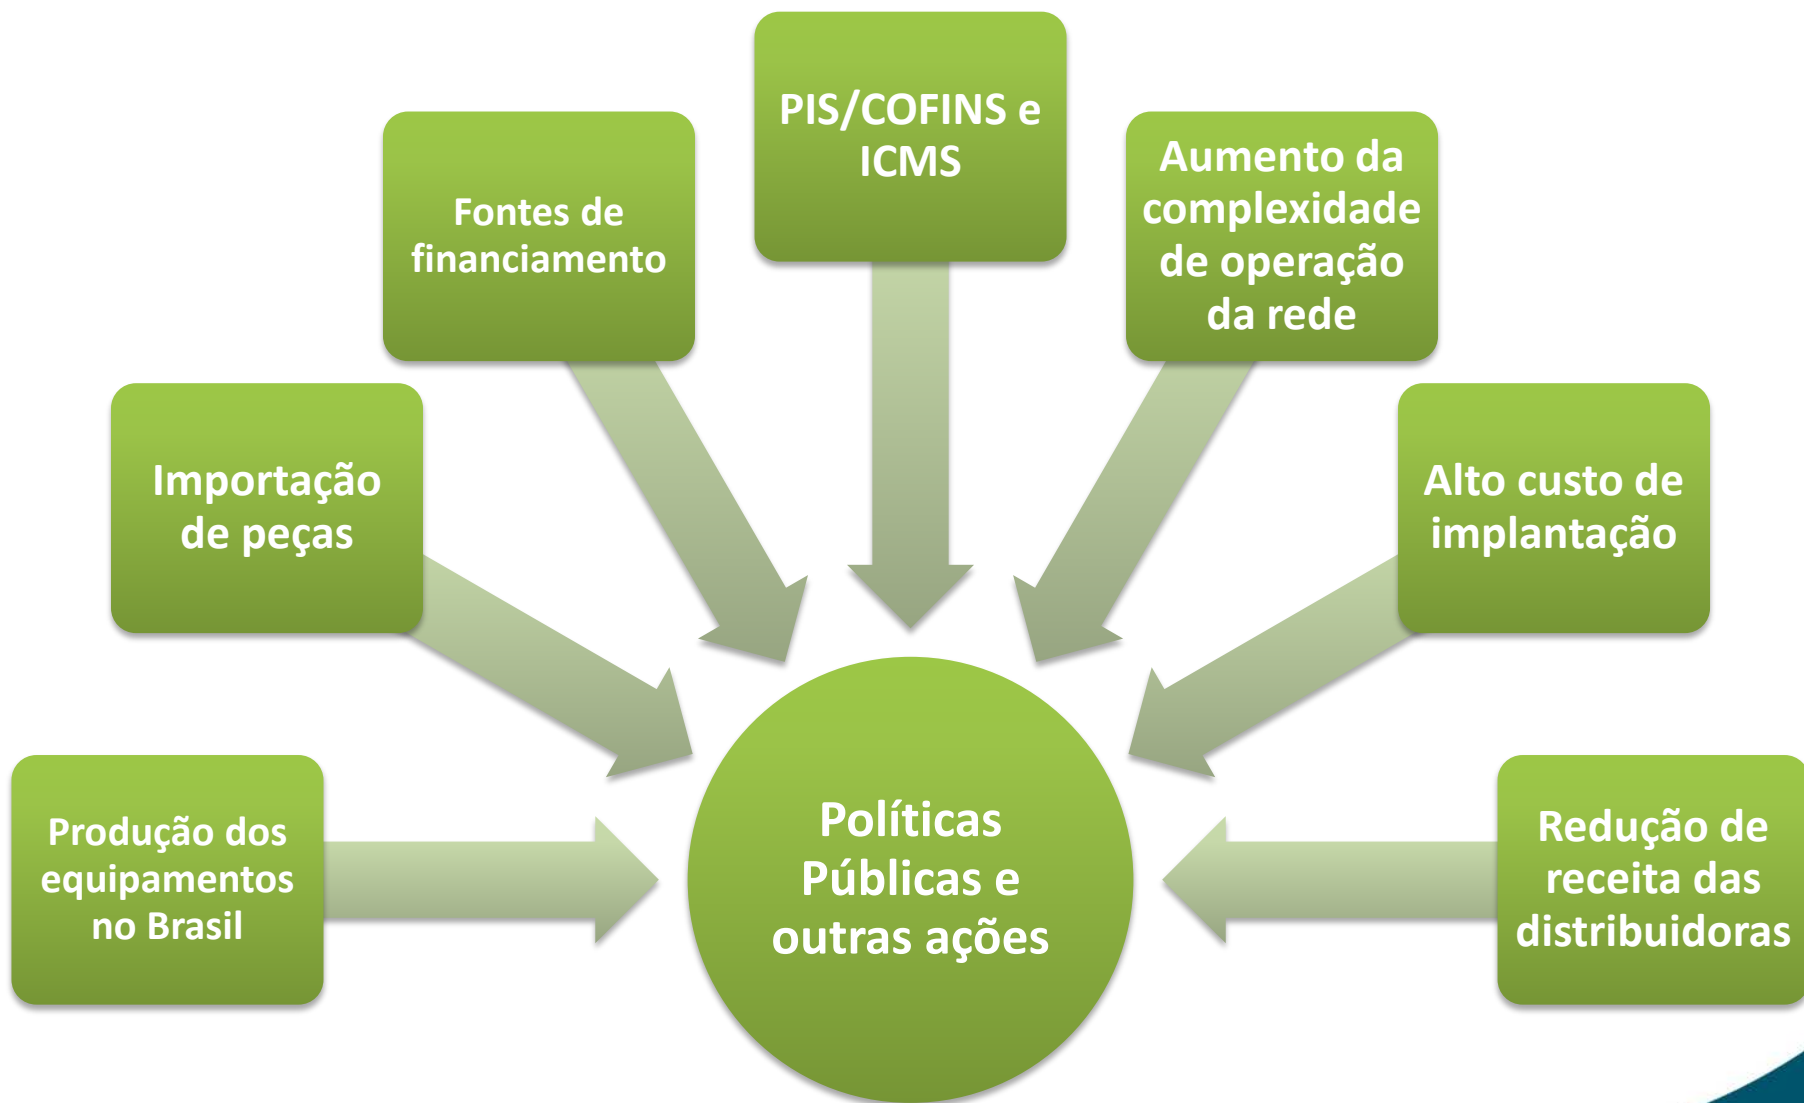 PIS/COFINS e
ICMS
Fontes de
financiamento
Aumento da
complexidade
de operação
da rede
Importação
de peças
Alto custo de
implantação
Produção dos
equipamentos
no Brasil
Políticas
Públicas e
outras ações
Redução de
receita das
distribuidoras